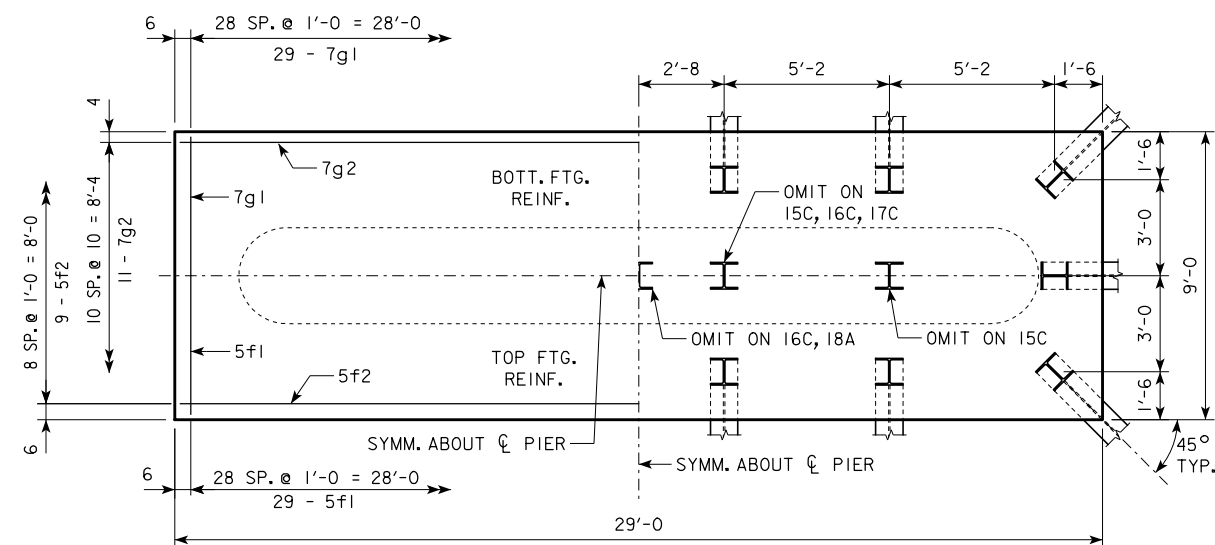 6
28 SP. @ 1'-0 = 28'-0
29 - 7g1
2'-8
5'-2
5'-2
1'-6
4
7g2
BOTT. FTG.
REINF.
OMIT ON
15C, 16C, 17C
7g1
8 SP. @ 1'-0 = 8'-0
9 - 5f2
10 SP. @ 10 = 8'-4
11 - 7g2
1'-6
3'-0
9'-0
3'-0
1'-6
OMIT ON 16C, 18A
OMIT ON 15C
5f1
TOP FTG.
REINF.
5f2
6
SYMM. ABOUT ℄ PIER
SYMM. ABOUT ℄ PIER
45°
TYP.
6
28 SP. @ 1'-0 = 28'-0
29 - 5f1
29'-0